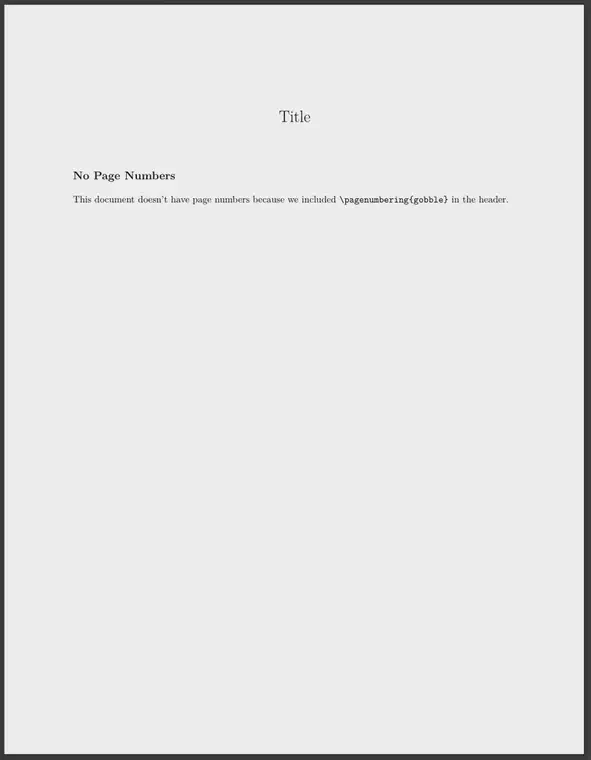 Title
No Page Numbers
This document doesn't have page numbers because we included \pagenumbering{gobble} in the header.